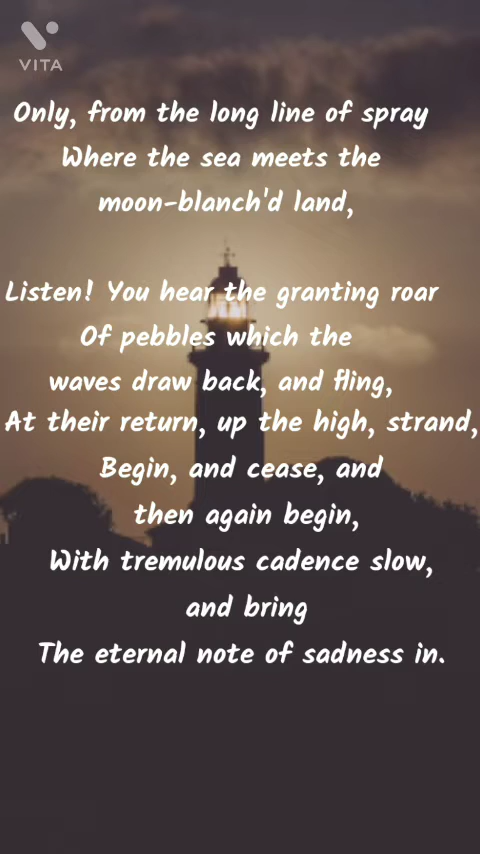 VITA
Only, from the long line of spray
Where the sea meets the
moon-blanch'd land,
Listen! You hear the granting roar
Of pebbles which the
waves draw back, and fling,
At their return, up the high, strand,
Begin, and cease, and
then again begin,
With tremulous cadence slow,
and bring
The eternal note of sadness in.